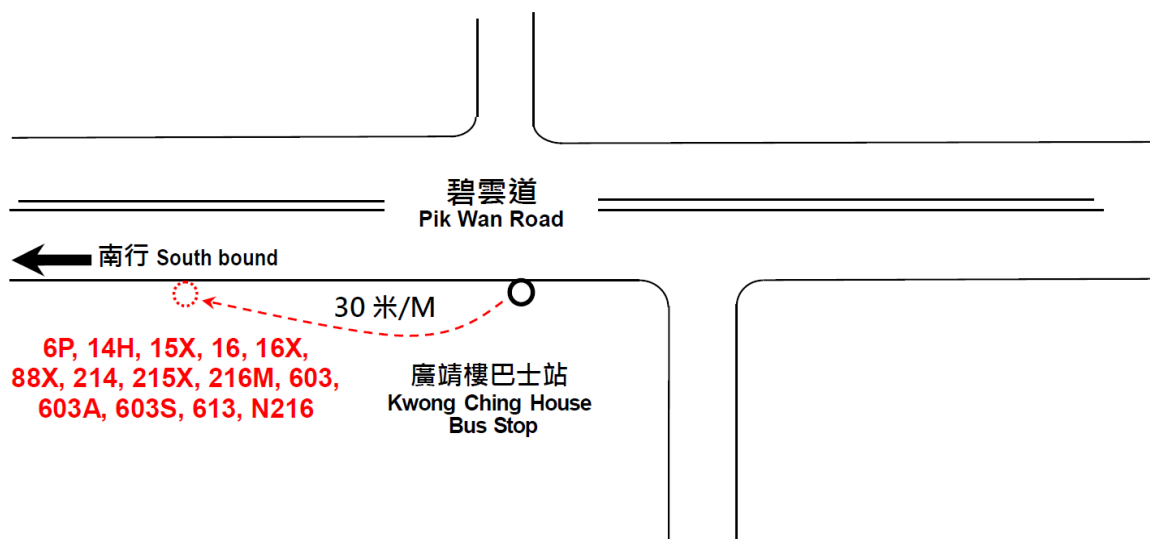 碧雲道
Pik Wan Road
南行 South bound
30 米/M
6P, 14H, 15X, 16, 16X,
88X, 214, 215X, 216M, 603,
603A, 603S, 613, N216
廣靖樓巴士站
Kwong Ching House
Bus Stop